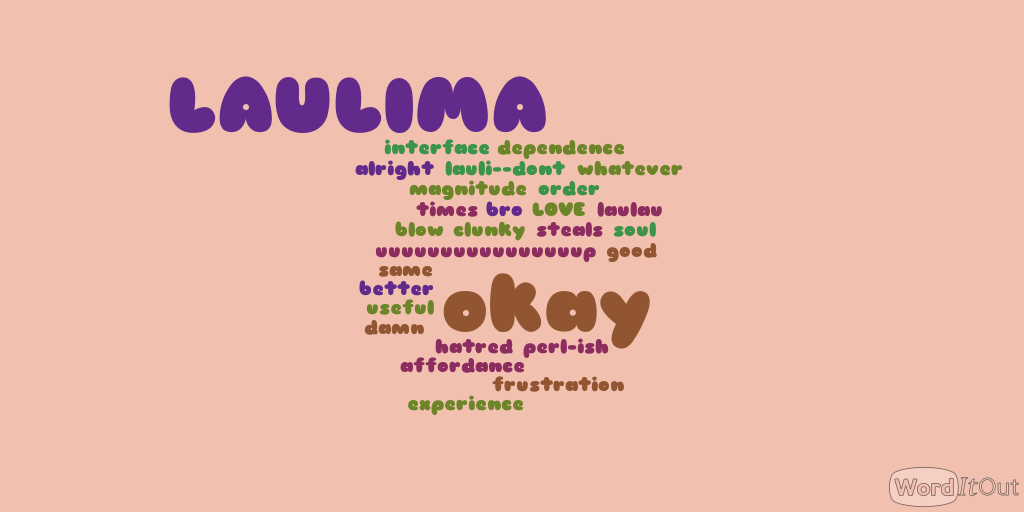 LAULIMA
interface dependence
alright lauli--dont whatever
magnitude order
times bro LOVE laulau
blow clunky steals soul
uuuuuuuuuuuuuuuup good
same
better
useful
okay
damn
hatred perl-ish
affordance
frustration
experience
WordItOut